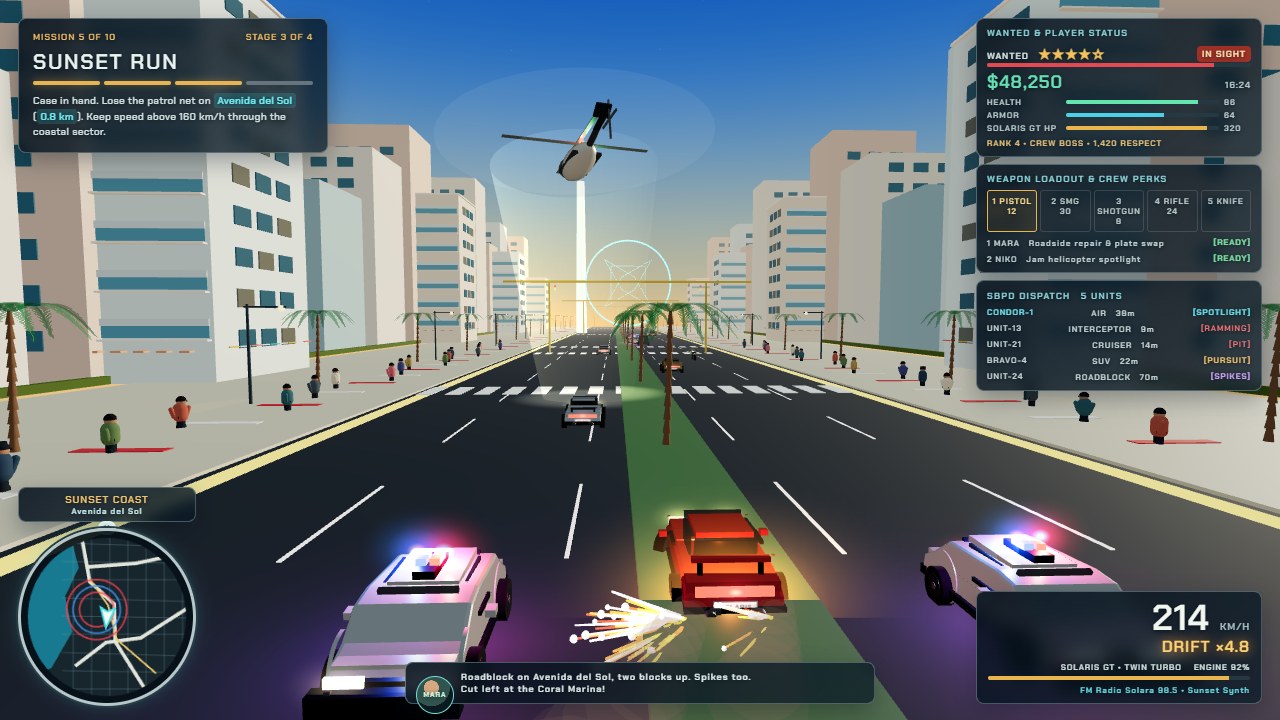 MISSION 5 OF 10 STAGE 3 OF 4
SUNSET RUN
Case in hand. Lose the patrol net on Avenida del Sol
( 0.8 km ). Keep speed above 160 km/h through the
coastal sector.
WANTED & PLAYER STATUS
WANTED ★★★★☆ IN SIGHT
$48,250 16:24
HEALTH 86
ARMOR 64
SOLARIS GT HP 320
RANK 4 • CREW BOSS • 1,420 RESPECT
WEAPON LOADOUT & CREW PERKS
1 PISTOL
12
2 SMG
30
3
SHOTGUN
8
4 RIFLE
24
5 KNIFE
1 MARA Roadside repair & plate swap [READY]
2 NIKO Jam helicopter spotlight [READY]
SBPD DISPATCH 5 UNITS
CONDOR-1 AIR 38m [SPOTLIGHT]
UNIT-13 INTERCEPTOR 9m [RAMMING]
UNIT-21 CRUISER 14m [PIT]
BRAVO-4 SUV 22m [PURSUIT]
UNIT-24 ROADBLOCK 70m [SPIKES]
SUNSET COAST
Avenida del Sol
MARA
Roadblock on Avenida del Sol, two blocks up. Spikes too.
Cut left at the Coral Marina!
214 KM/H
DRIFT ×4.8
SOLARIS GT • TWIN TURBO ENGINE 92%
FM Radio Solara 98.5 • Sunset Synth